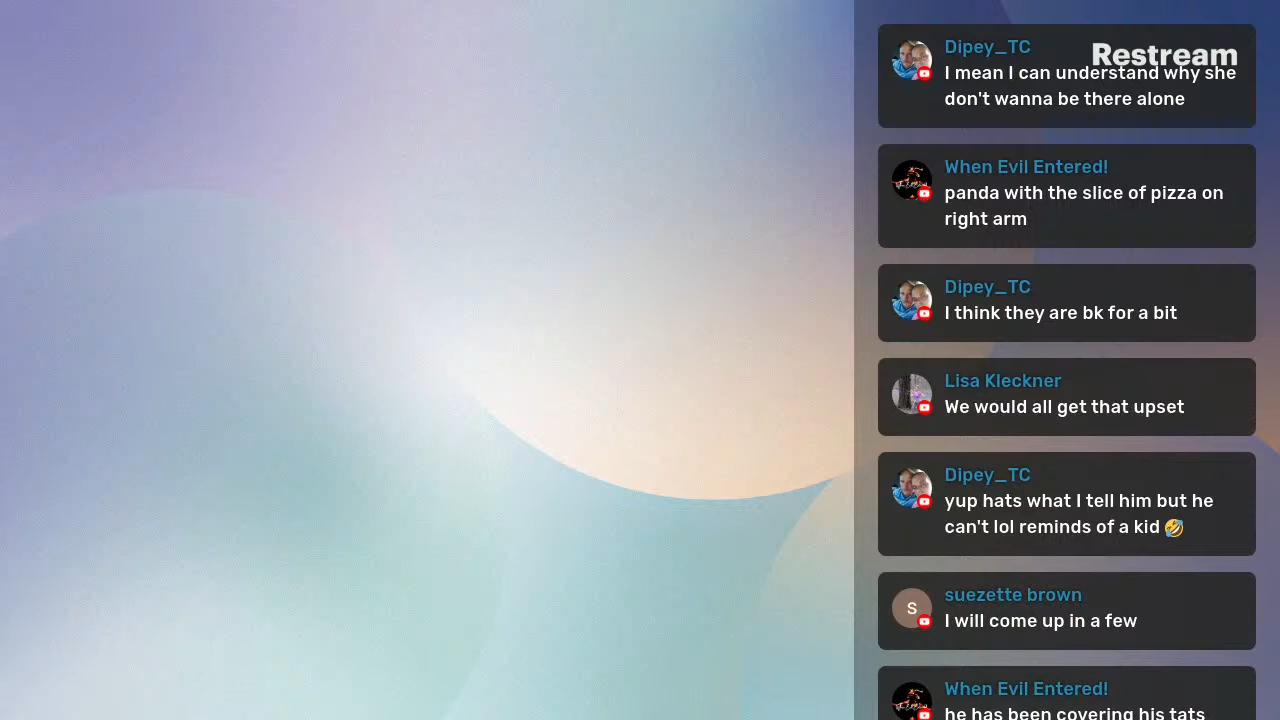 Dipey_TC
Restream
I mean I can understand why she
don't wanna be there alone
When Evil Entered!
panda with the slice of pizza on
right arm
Dipey_TC
I think they are bk for a bit
Lisa Kleckner
We would all get that upset
Dipey_TC
yup hats what I tell him but he
can't lol reminds of a kid 🤣
S
suezette brown
I will come up in a few
When Evil Entered!
he has been covering his tats